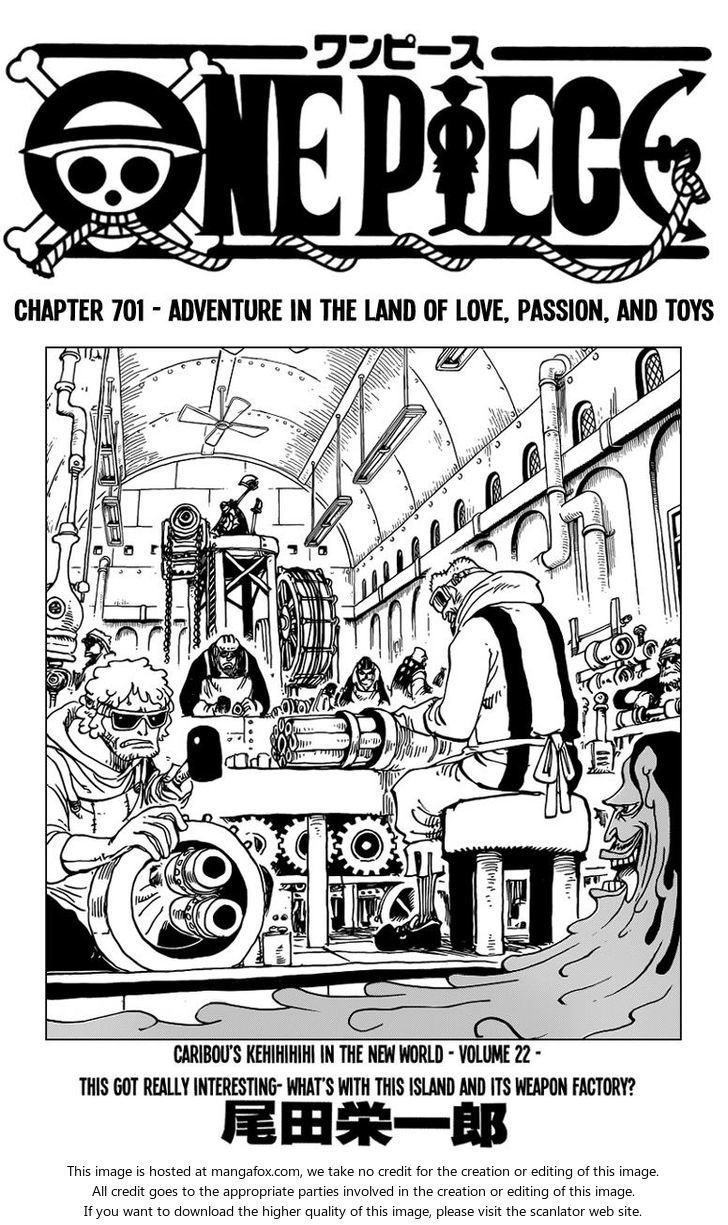 ワンピース
ONE PIECE
CHAPTER 701 - ADVENTURE IN THE LAND OF LOVE, PASSION, AND TOYS
CARIBOU'S KEHIHIHIHI IN THE NEW WORLD - VOLUME 22 -
THIS GOT REALLY INTERESTING- WHAT'S WITH THIS ISLAND AND ITS WEAPON FACTORY?
尾田栄一郎
This image is hosted at mangafox.com, we take no credit for the creation or editing of this image.
All credit goes to the appropriate parties involved in the creation or editing of this image.
If you want to download the higher quality of this image, please visit the scanlator web site.